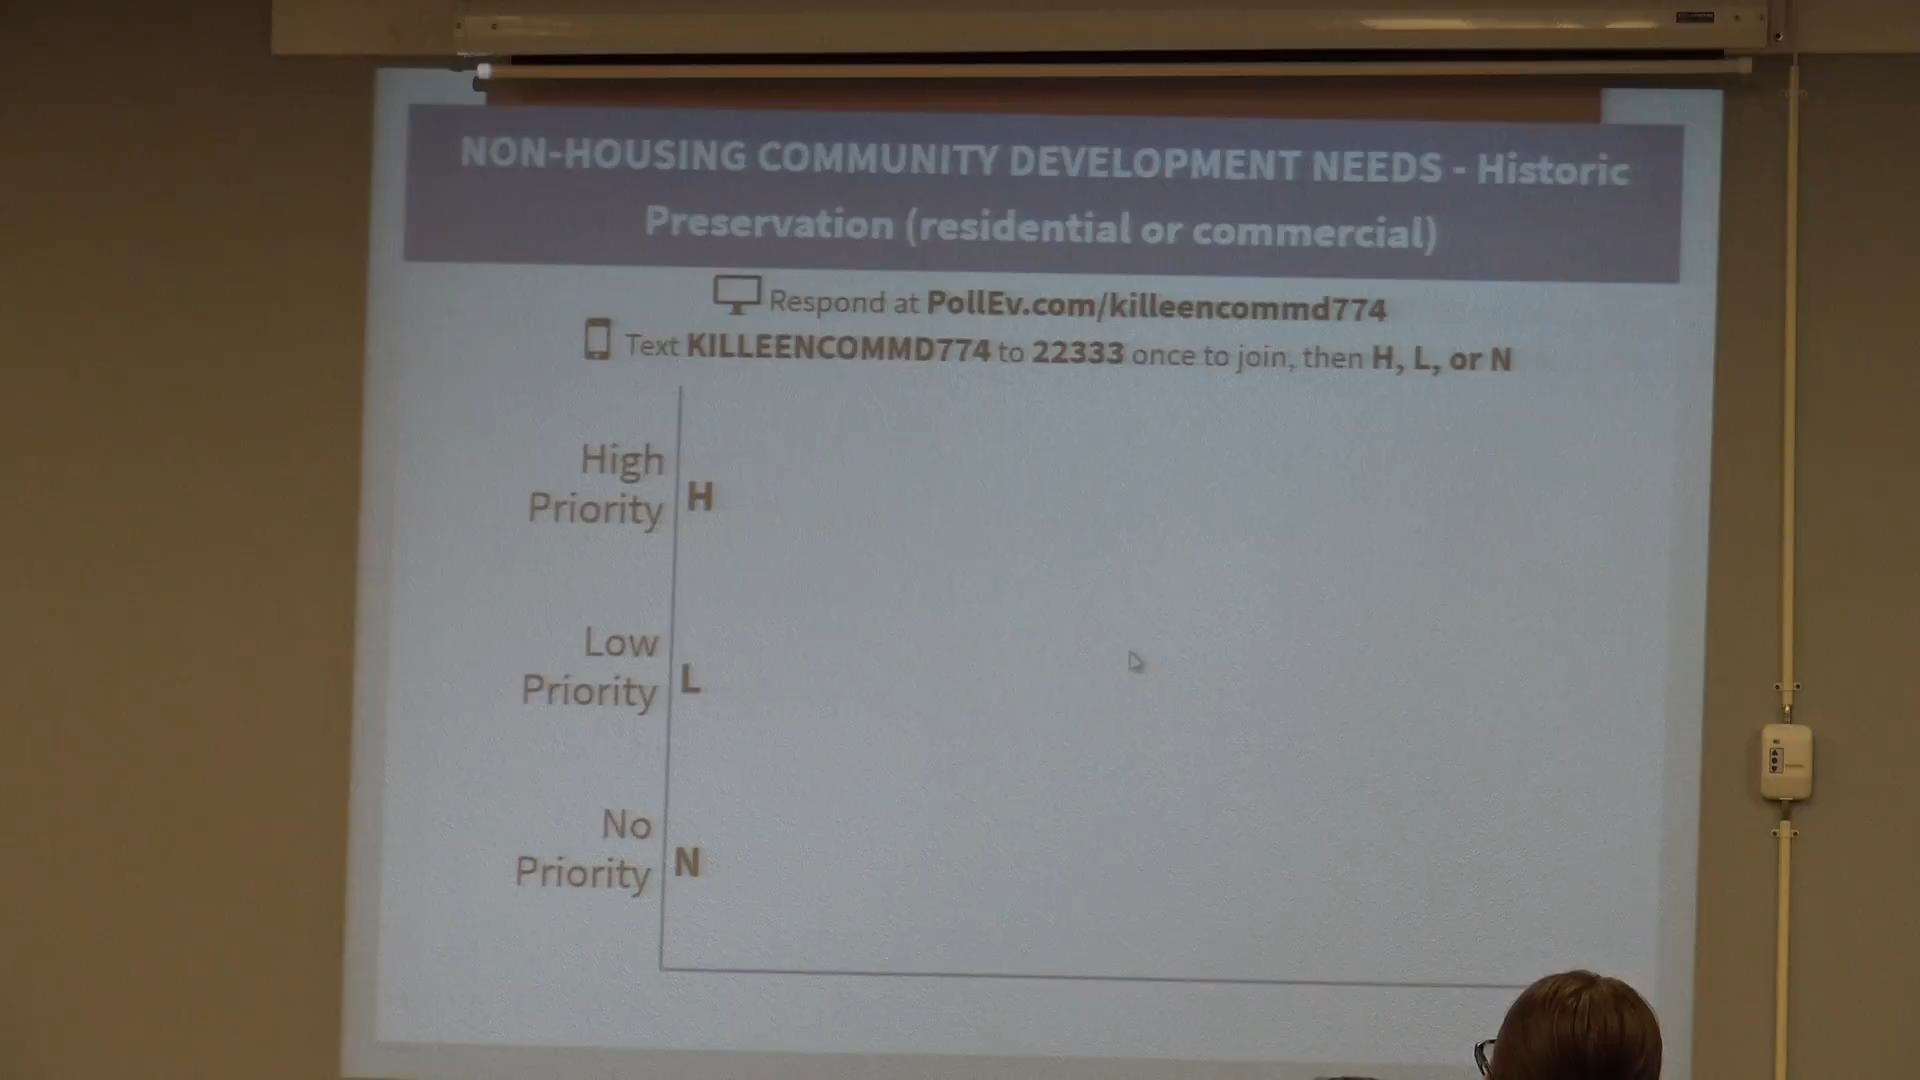 NON-HOUSING COMMUNITY DEVELOPMENT NEEDS - Historic
Preservation (residential or commercial)
Respond at PollEv.com/killeencommd774
Text KILLEENCOMMD774 to 22333 once to join, then H, L, or N
High
Priority
H
Low
Priority
L
No
Priority
N